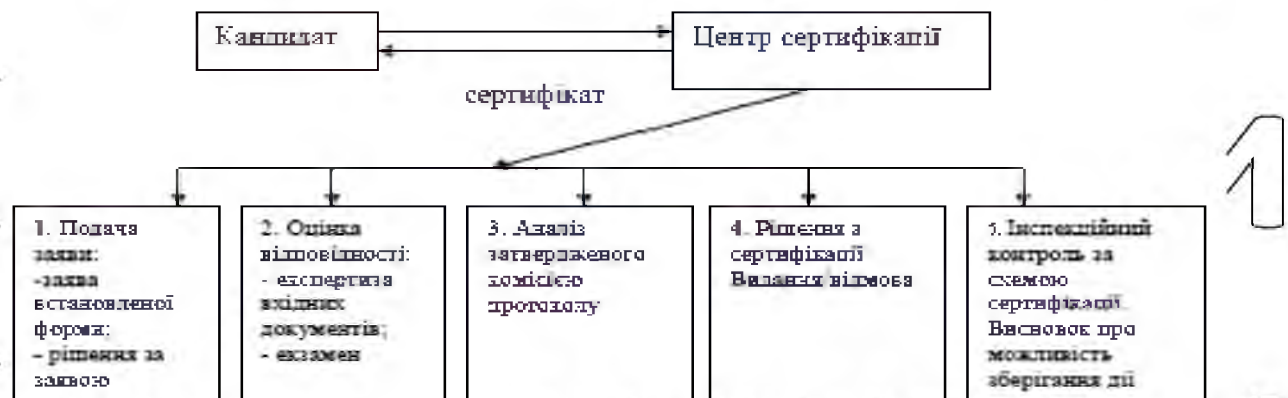 Кандидат
Центр сертифікації
сертифікат
1
1. Подача
заяви:
-заява
встановленої
форми;
- рішення за
заявою
2. Оцінка
відповідності:
- експертиза
вхідних
документів;
- екзамен
3. Аналіз
затвердженого
комісією
протоколу
4. Рішення з
сертифікації
Видання відмова
5. Інспекційний
контроль за
схемою
сертифікації.
Висновок про
можливість
зберігання дії